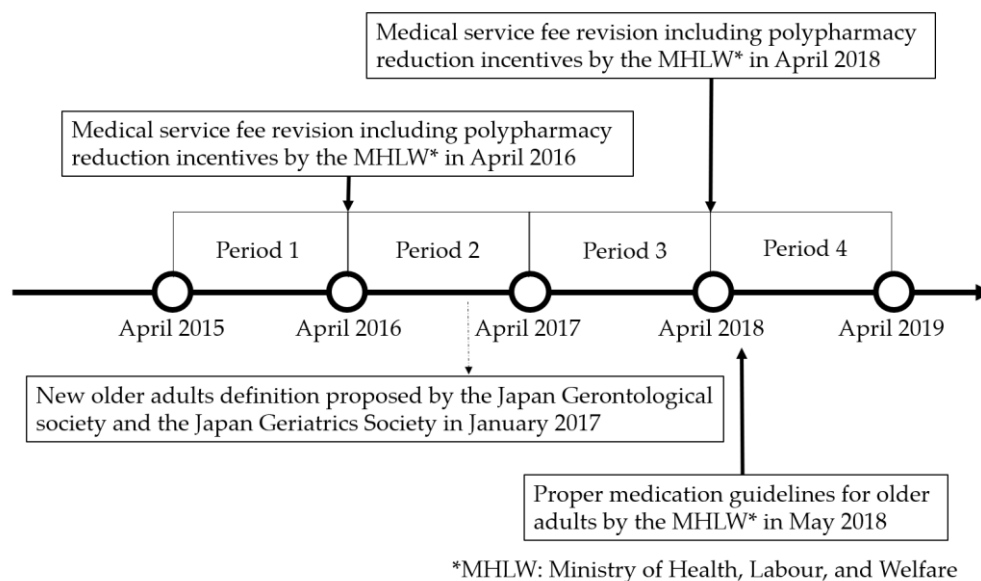 Medical service fee revision including polypharmacy
reduction incentives by the MHLW* in April 2018
Medical service fee revision including polypharmacy
reduction incentives by the MHLW* in April 2016
Period 1
Period 2
Period 3
Period 4
April 2015
April 2016
April 2017
April 2018
April 2019
New older adults definition proposed by the Japan Gerontological
society and the Japan Geriatrics Society in January 2017
Proper medication guidelines for older
adults by the MHLW* in May 2018
*MHLW: Ministry of Health, Labour, and Welfare